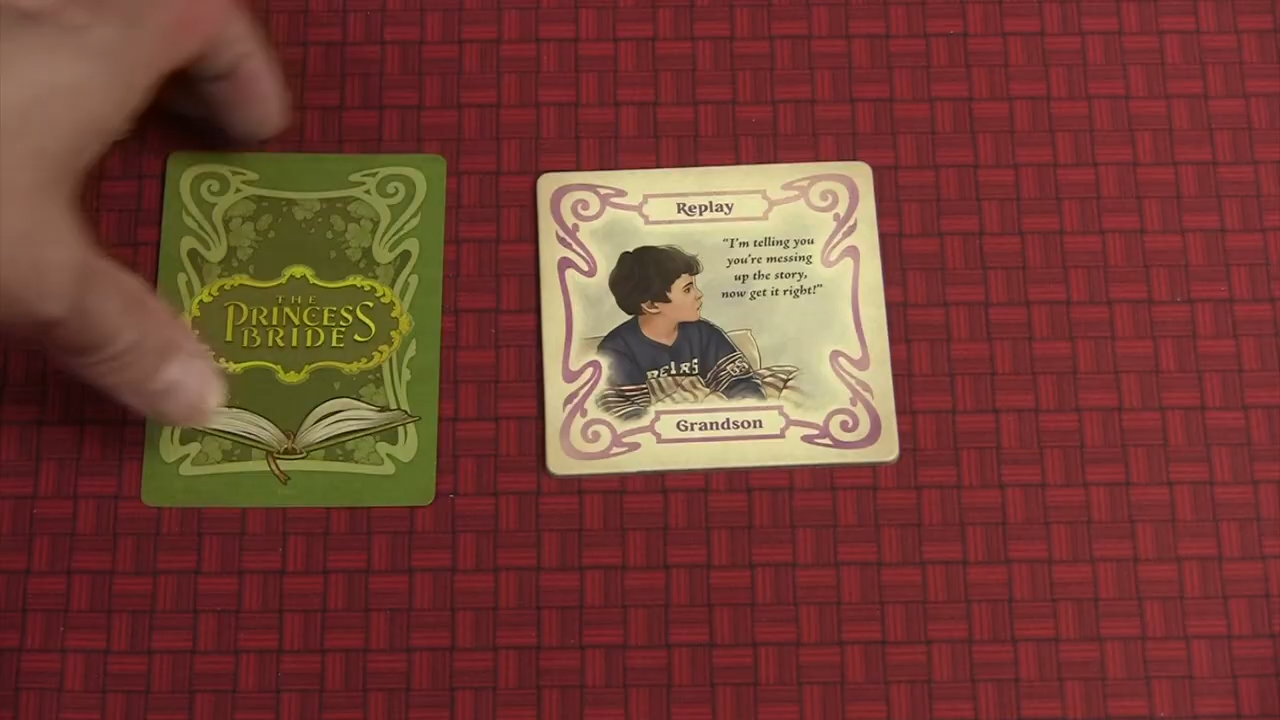 THE
PRINCESS
BRIDE
Replay
"I'm telling you
you're messing
up the story,
now get it right!"
BEARS
Grandson